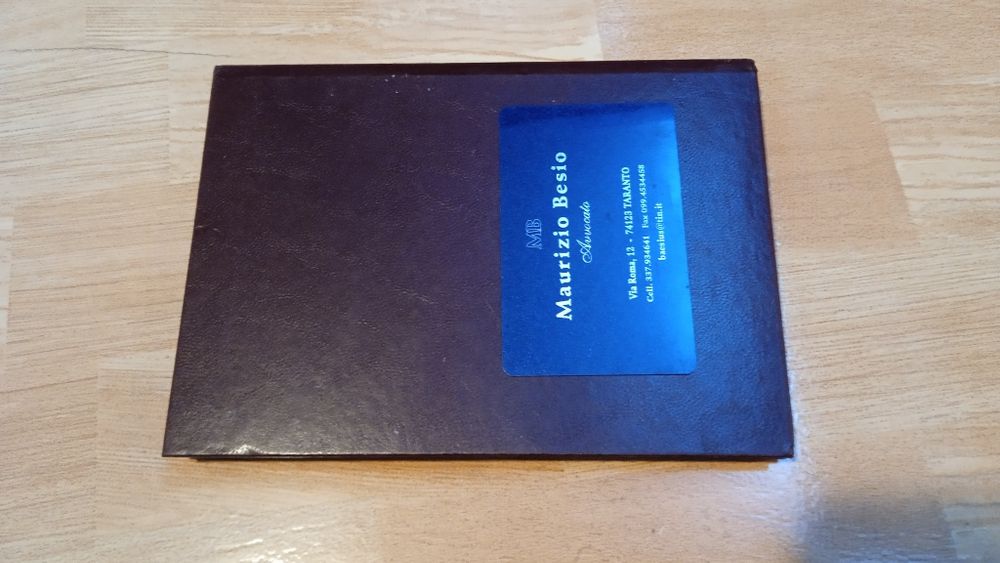 MB
Maurizio Besio
Avvocato
Via Roma, 12 - 74123 TARANTO
Cell. 337.934641 Fax 099.4534468
baesius@tin.it